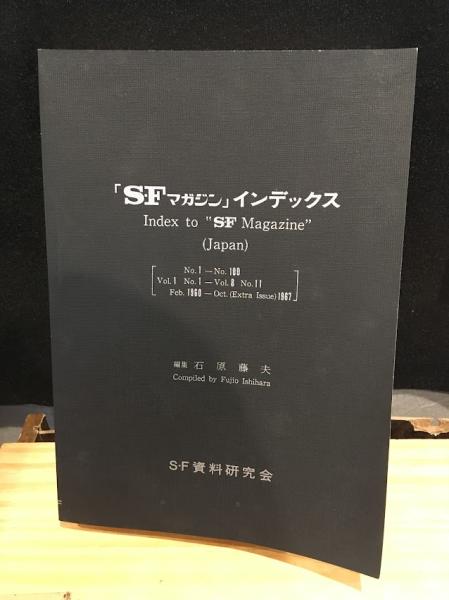 「S·Fマガジン」インデックス
Index to "S·F Magazine"
(Japan)
No.1—No.100
Vol.1 No.1—Vol.8 No.11
Feb. 1960—Oct.(Extra Issue)1967
編集 石原藤夫
Compiled by Fujio Ishihara
S·F資料研究会